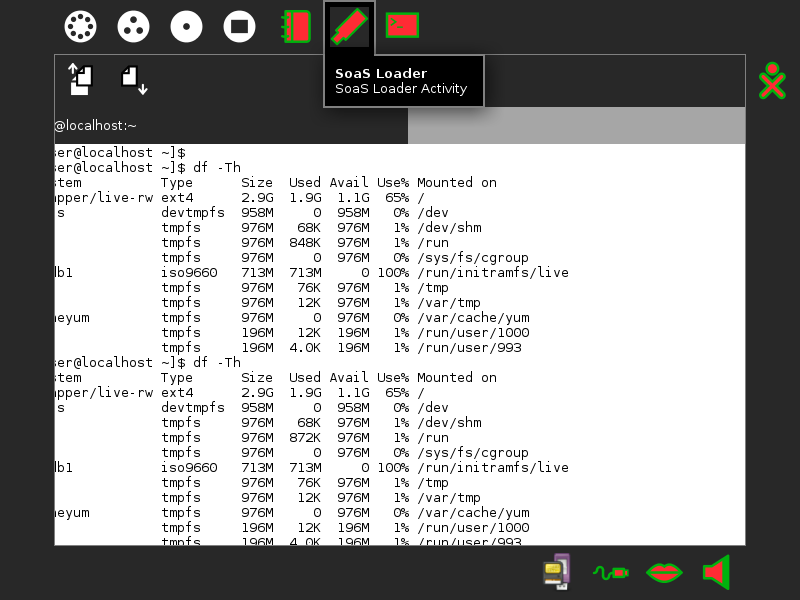 SoaS Loader
SoaS Loader Activity
@localhost:~
ser@localhost ~]$
ser@localhost ~]$ df -Th
stem Type Size Used Avail Use% Mounted on
apper/live-rw ext4 2.9G 1.9G 1.1G 65% /
s devtmpfs 958M 0 958M 0% /dev
tmpfs 976M 68K 976M 1% /dev/shm
tmpfs 976M 848K 976M 1% /run
tmpfs 976M 0 976M 0% /sys/fs/cgroup
db1 iso9660 713M 713M 0 100% /run/initramfs/live
tmpfs 976M 76K 976M 1% /tmp
tmpfs 976M 12K 976M 1% /var/tmp
heyum tmpfs 976M 0 976M 0% /var/cache/yum
tmpfs 196M 12K 196M 1% /run/user/1000
tmpfs 196M 4.0K 196M 1% /run/user/993
ser@localhost ~]$ df -Th
stem Type Size Used Avail Use% Mounted on
apper/live-rw ext4 2.9G 1.9G 1.1G 65% /
s devtmpfs 958M 0 958M 0% /dev
tmpfs 976M 68K 976M 1% /dev/shm
tmpfs 976M 872K 976M 1% /run
tmpfs 976M 0 976M 0% /sys/fs/cgroup
db1 iso9660 713M 713M 0 100% /run/initramfs/live
tmpfs 976M 76K 976M 1% /tmp
tmpfs 976M 12K 976M 1% /var/tmp
heyum tmpfs 976M 0 976M 0% /var/cache/yum
tmpfs 196M 12K 196M 1% /run/user/1000
tmpfs 196M 4.0K 196M 1% /run/user/993